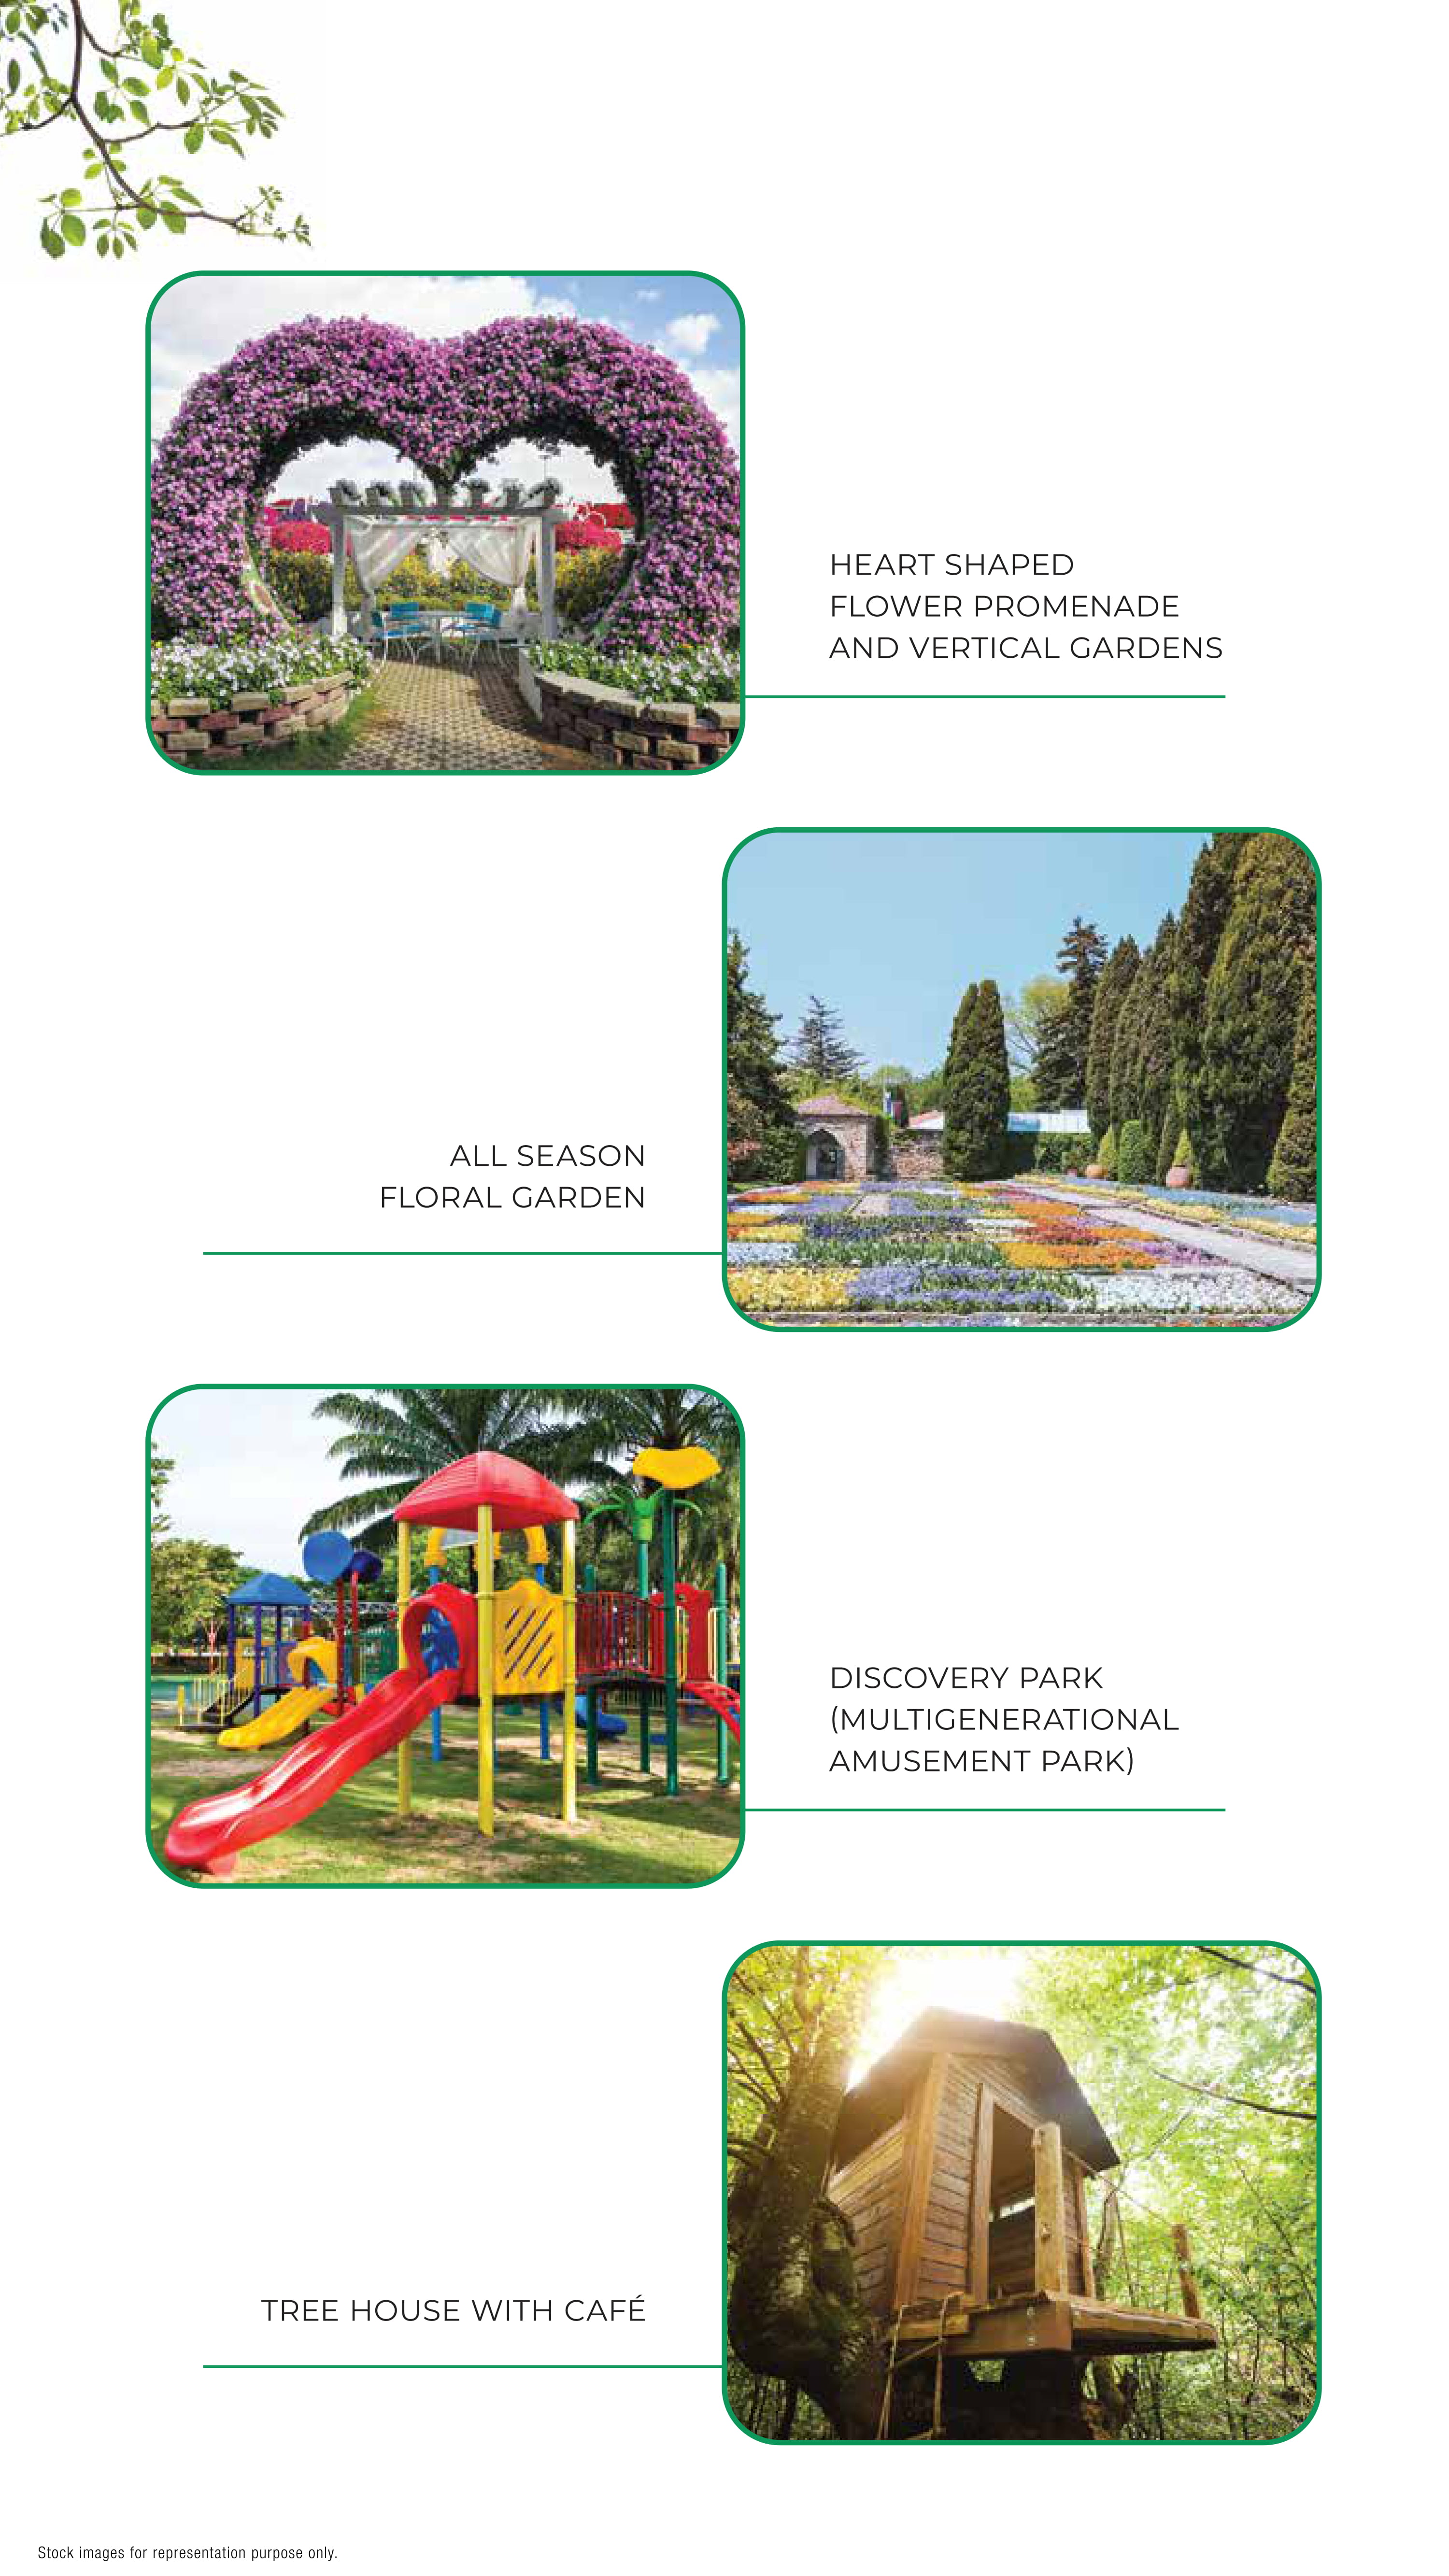 HEART SHAPED
FLOWER PROMENADE
AND VERTICAL GARDENS
ALL SEASON
FLORAL GARDEN
DISCOVERY PARK
(MULTIGENERATIONAL
AMUSEMENT PARK)
TREE HOUSE WITH CAFÉ
Stock images for representation purpose only.